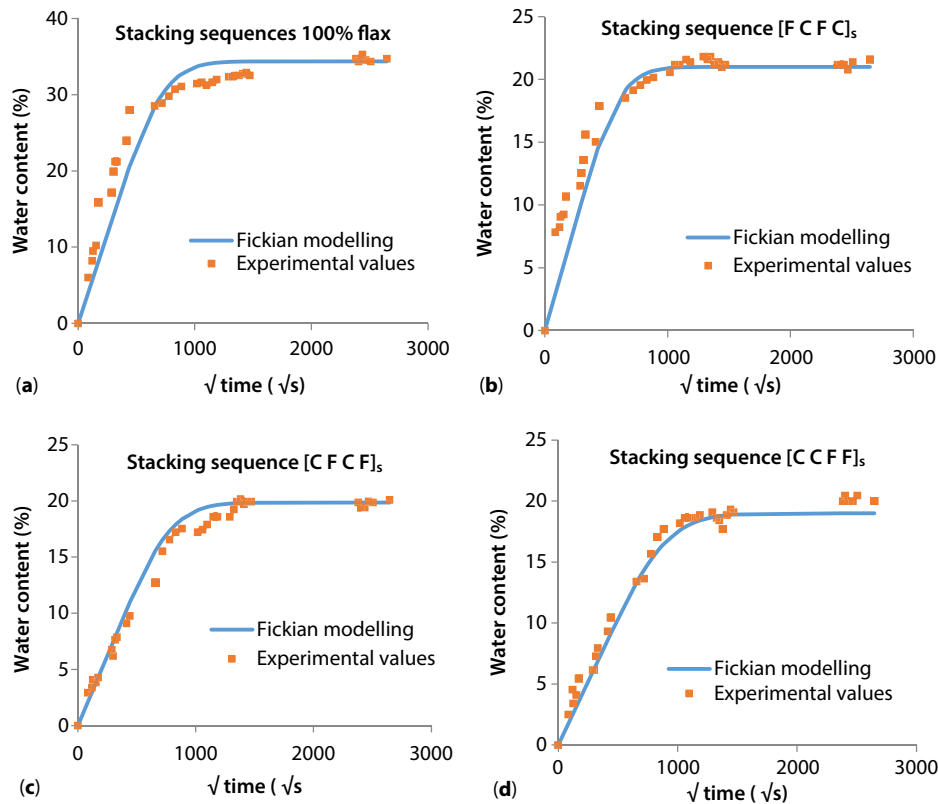 Stacking sequences 100% flax
Water content (%)
40
30
20
10
0
Fickian modelling
Experimental values
0 1000 2000 3000
(a)
√ time ( √s)
Stacking sequence [F C F C]s
Water content (%)
25
20
15
10
5
0
Fickian modelling
Experimental values
0 1000 2000 3000
(b)
√ time ( √s)
Stacking sequence [C F C F]s
Water content (%)
25
20
15
10
5
0
Fickian modelling
Experimental values
0 1000 2000 3000
(c)
√ time ( √s
Stacking sequence [C C F F]s
Water content (%)
25
20
15
10
5
0
Fickian modelling
Experimental values
0 1000 2000 3000
(d)
√ time ( √s)